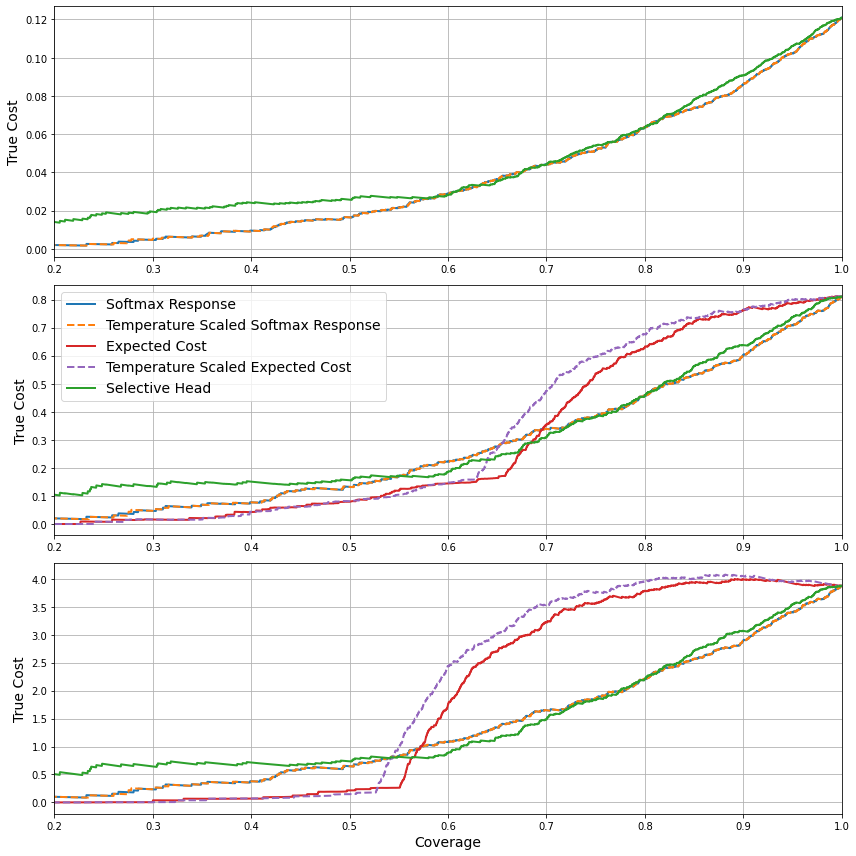 0.12
0.10
0.08
0.06
0.04
0.02
0.00
True Cost
0.2 0.3 0.4 0.5 0.6 0.7 0.8 0.9 1.0
0.8
0.7
0.6
0.5
0.4
0.3
0.2
0.1
0.0
True Cost
Softmax Response
Temperature Scaled Softmax Response
Expected Cost
Temperature Scaled Expected Cost
Selective Head
0.2 0.3 0.4 0.5 0.6 0.7 0.8 0.9 1.0
4.0
3.5
3.0
2.5
2.0
1.5
1.0
0.5
0.0
True Cost
0.2 0.3 0.4 0.5 0.6 0.7 0.8 0.9 1.0
Coverage